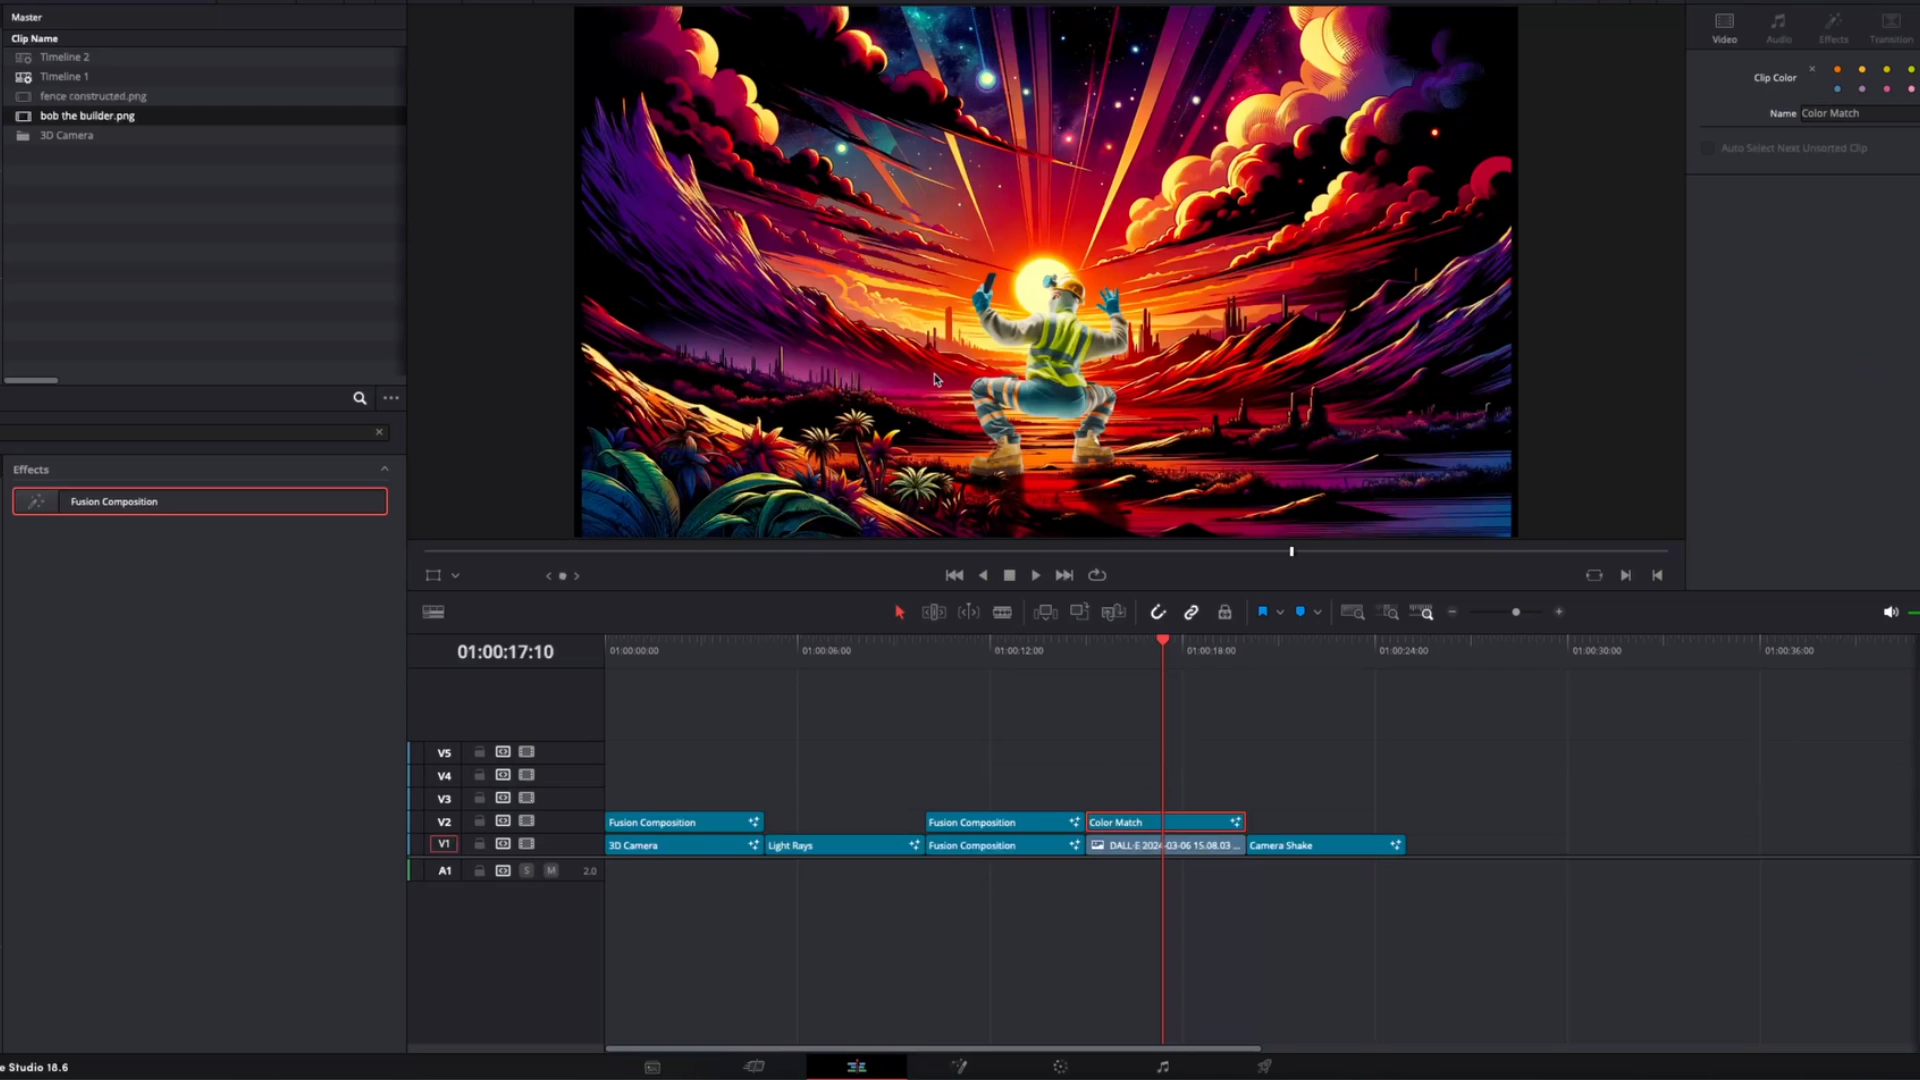 Master
Clip Name
Timeline 2
Timeline 1
fence constructed.png
bob the builder.png
3D Camera
Effects
Fusion Composition
Video
Audio
Effects
Transition
Clip Color
Name Color Match
Auto Select Next Unsorted Clip
01:00:17:10
01:00:00:00
01:00:06:00
01:00:12:00
01:00:18:00
01:00:24:00
01:00:30:00
01:00:36:00
V5
V4
V3
V2
Fusion Composition
Fusion Composition
Color Match
V1
3D Camera
Light Rays
Fusion Composition
DALL·E 2024-03-06 15.08.03 ...
Camera Shake
A1
S
M
2.0
e Studio 18.6